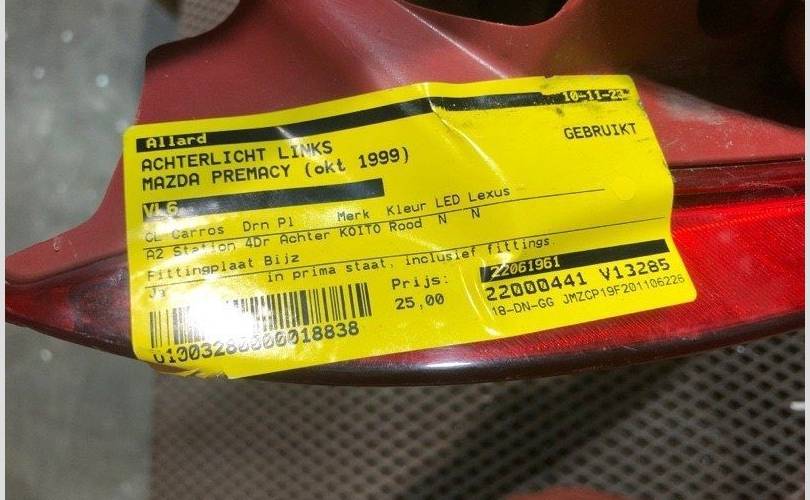 10-11-23
Allard
GEBRUIKT
ACHTERLICHT LINKS
MAZDA PREMACY (okt 1999)
VL6
CL Carros Drn Pl Merk Kleur LED Lexus
A2 Station 4Dr Achter KOITO Rood N N
Fittingplaat Bijz
Ja in prima staat, inclusief fittings.
Prijs: 22061961
25,00 22000441 V13285
18-DN-GG JMZCP19F201106226